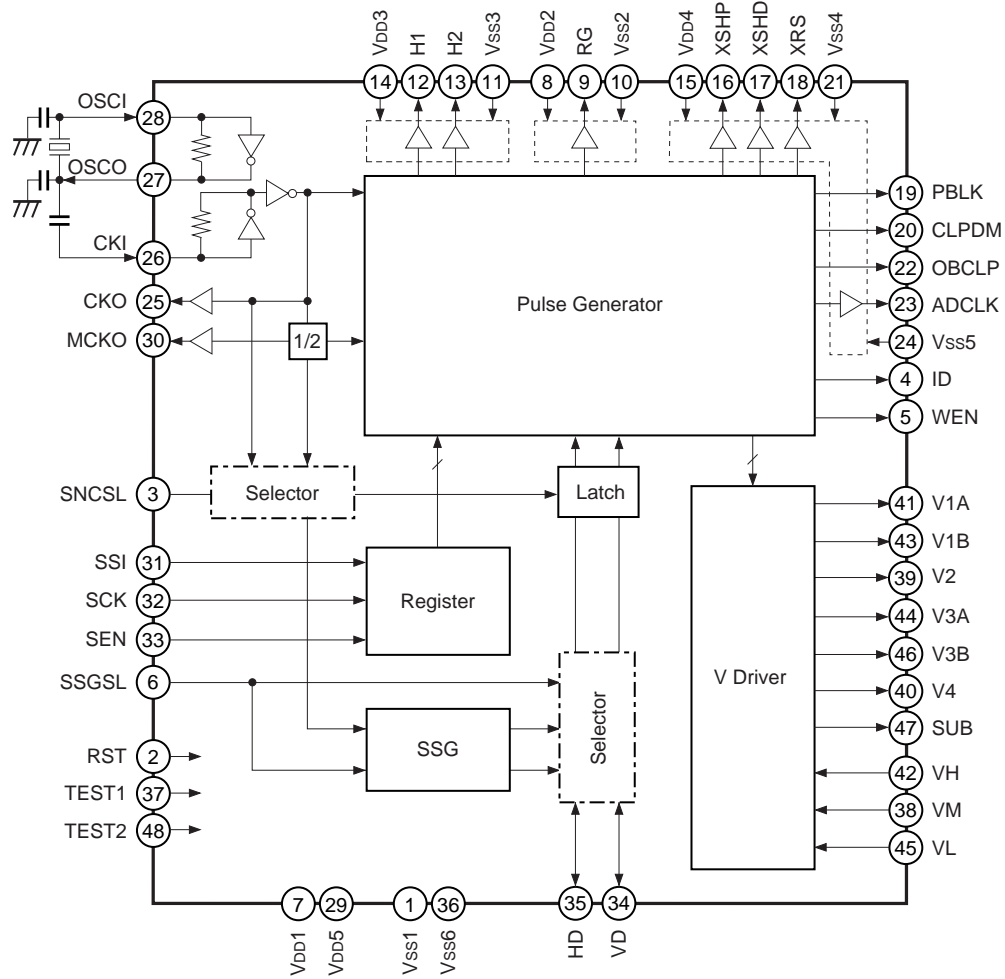 VDD3 H1 H2 VSS3 VDD2 RG VSS2 VDD4 XSHP XSHD XRS VSS4
14 12 13 11 8 9 10 15 16 17 18 21
OSCI 28
OSCO 27
CKI 26
CKO 25
MCKO 30
1/2
Pulse Generator
19 PBLK
20 CLPDM
22 OBCLP
23 ADCLK
24 VSS5
4 ID
5 WEN
SNCSL 3
Selector
Latch
SSI 31
SCK 32
SEN 33
Register
SSGSL 6
SSG
Selector
RST 2
TEST1 37
TEST2 48
V Driver
41 V1A
43 V1B
39 V2
44 V3A
46 V3B
40 V4
47 SUB
42 VH
38 VM
45 VL
7 29 1 36 35 34
VDD1 VDD5 VSS1 VSS6 HD VD